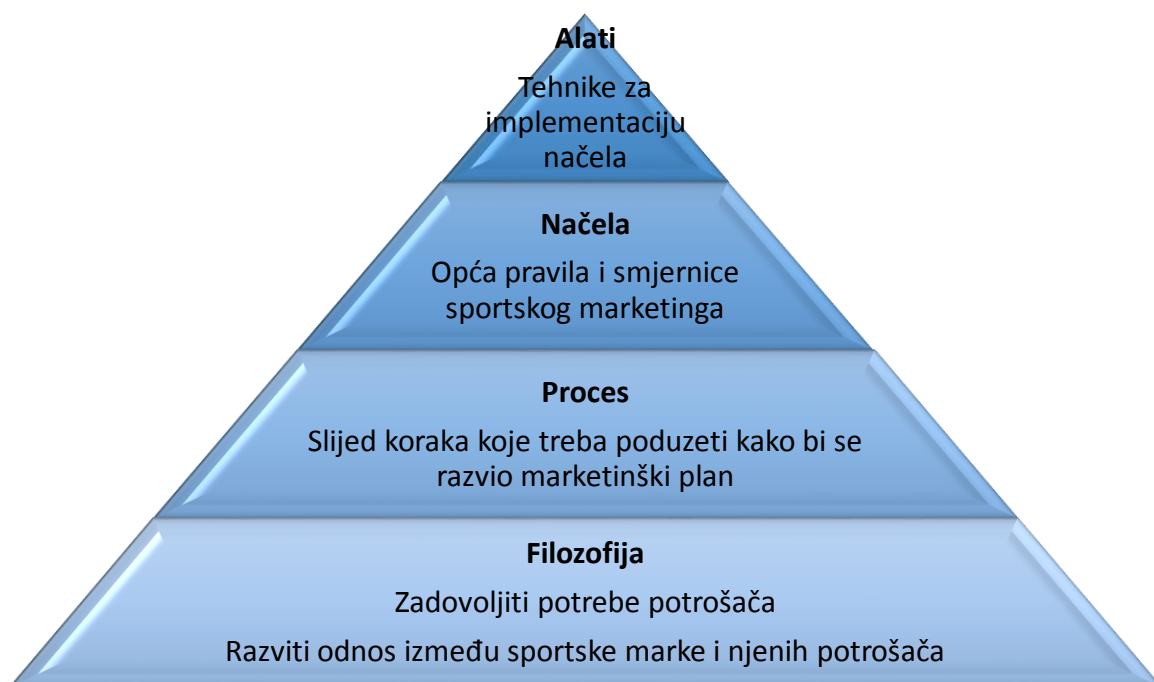 Alati
Tehnike za
implementaciju
načela
Načela
Opća pravila i smjernice
sportskog marketinga
Proces
Slijed koraka koje treba poduzeti kako bi se
razvio marketinški plan
Filozofija
Zadovoljiti potrebe potrošača
Razviti odnos između sportske marke i njenih potrošača